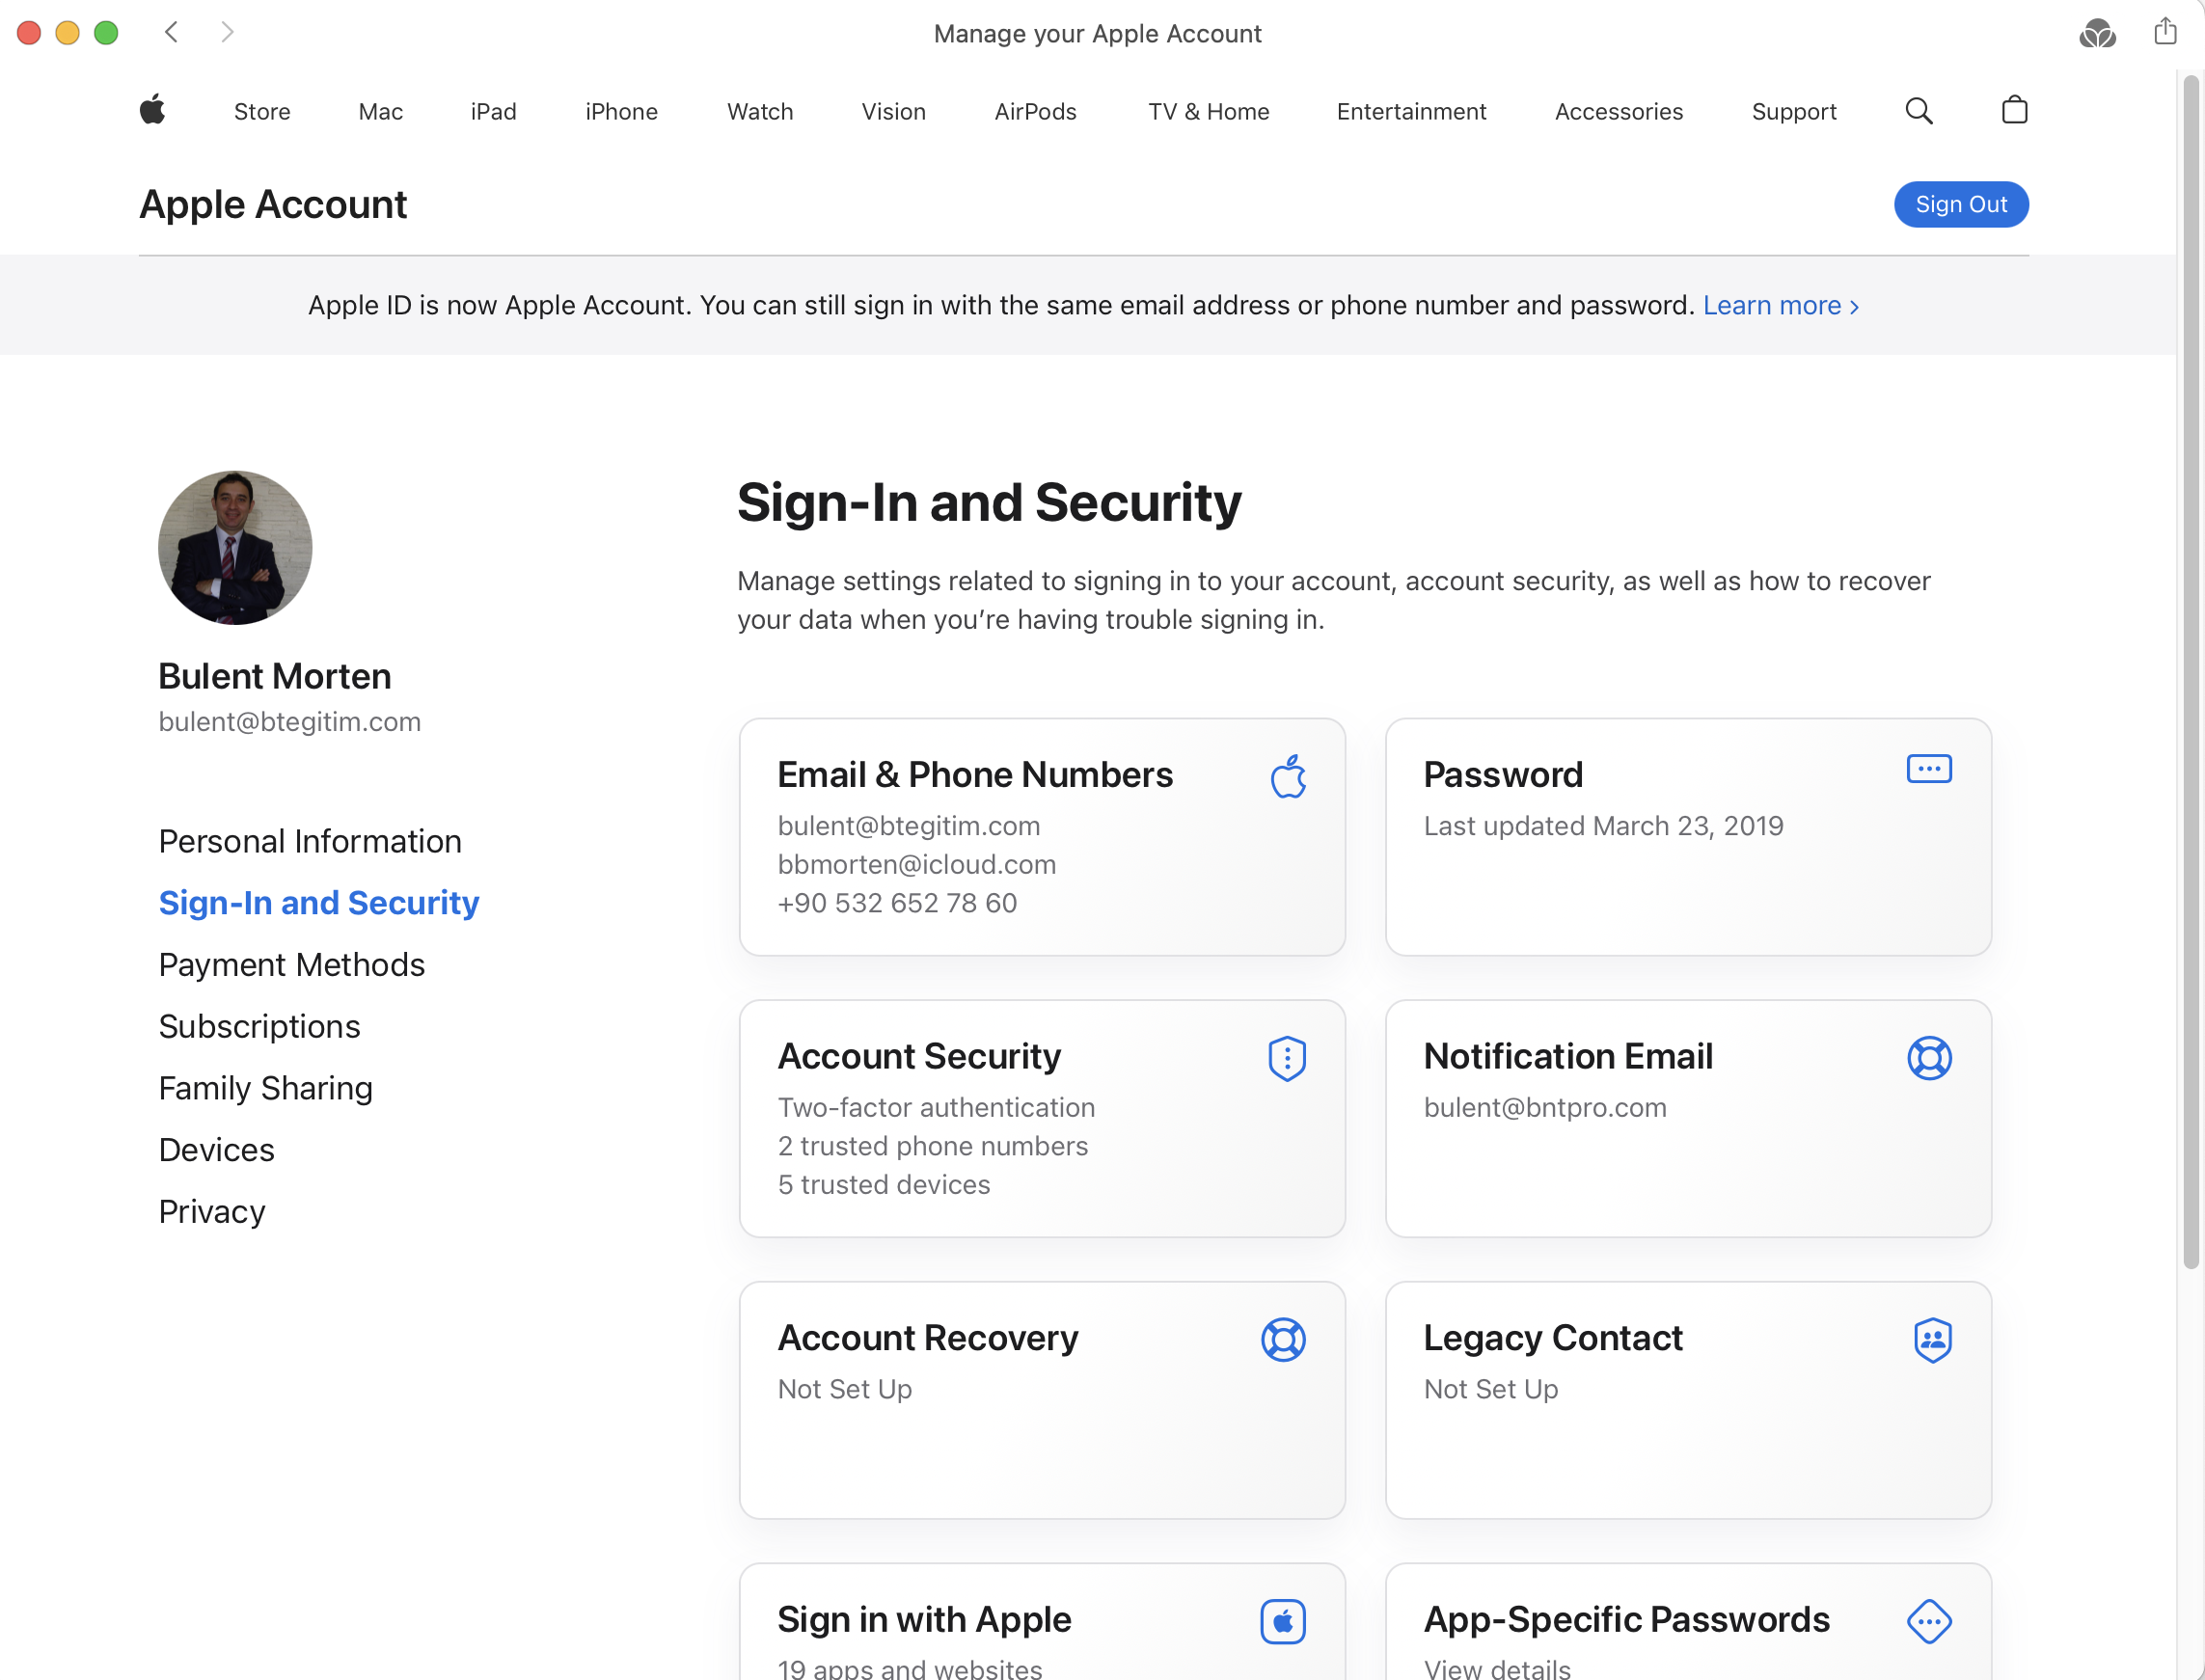 Manage your Apple Account
Store Mac iPad iPhone Watch Vision AirPods TV & Home Entertainment Accessories Support
Apple Account
Sign Out
Apple ID is now Apple Account. You can still sign in with the same email address or phone number and password. Learn more >
Bulent Morten
bulent@btegitim.com
Personal Information
Sign-In and Security
Payment Methods
Subscriptions
Family Sharing
Devices
Privacy
Sign-In and Security
Manage settings related to signing in to your account, account security, as well as how to recover
your data when you’re having trouble signing in.
Email & Phone Numbers
bulent@btegitim.com
bbmorten@icloud.com
+90 532 652 78 60
Password
Last updated March 23, 2019
Account Security
Two-factor authentication
2 trusted phone numbers
5 trusted devices
Notification Email
bulent@bntpro.com
Account Recovery
Not Set Up
Legacy Contact
Not Set Up
Sign in with Apple
19 apps and websites
App-Specific Passwords
View details